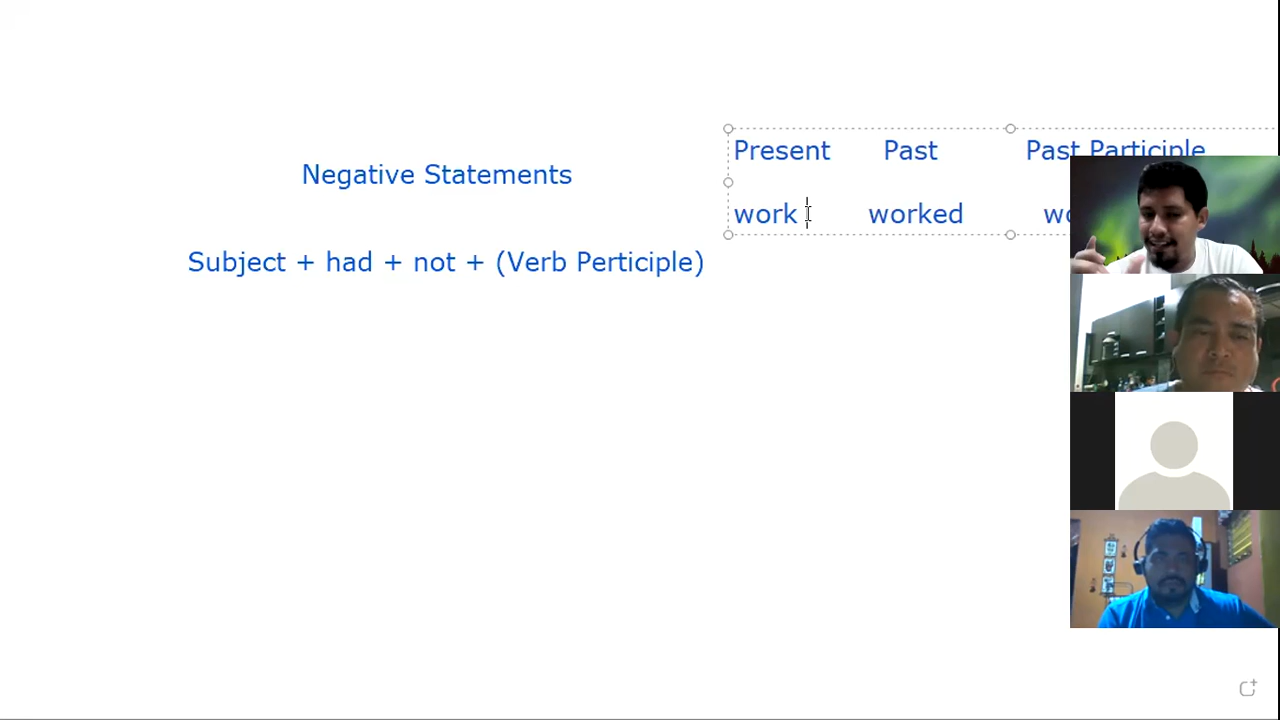 Present Past Past Participle
Negative Statements
work worked
Subject + had + not + (Verb Perticiple)